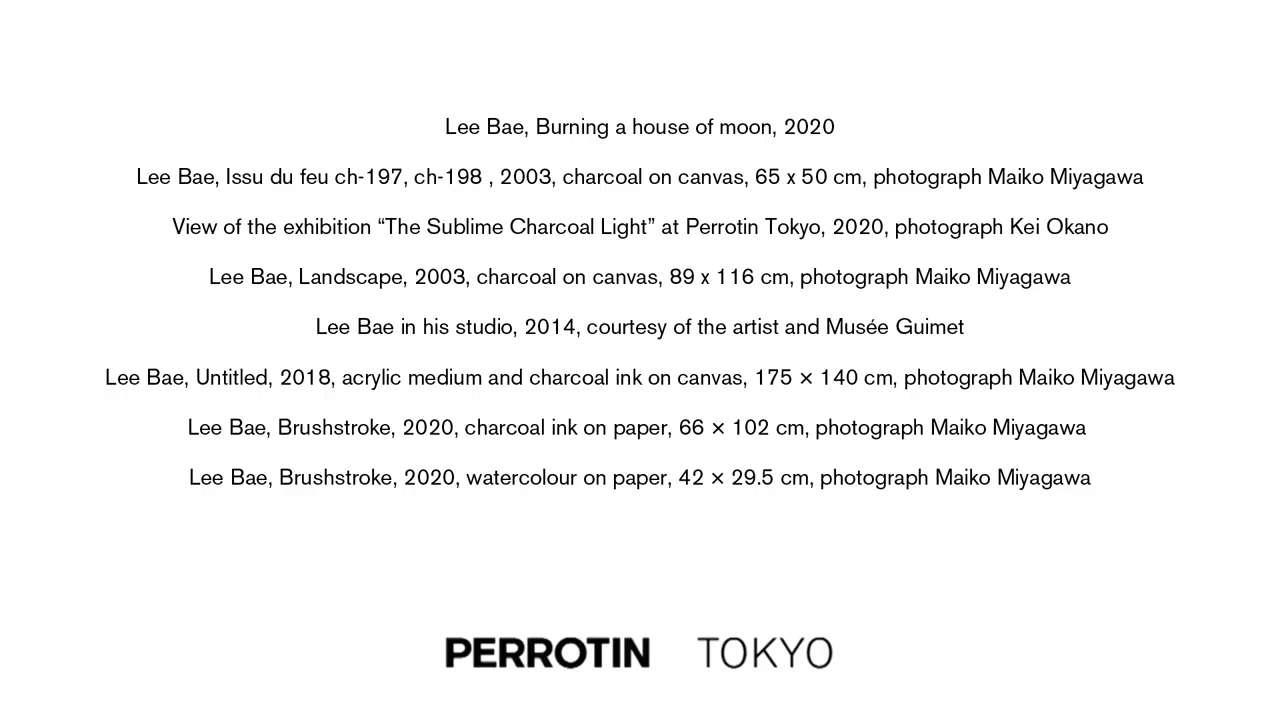 Lee Bae, Burning a house of moon, 2020
Lee Bae, Issu du feu ch-197, ch-198 , 2003, charcoal on canvas, 65 x 50 cm, photograph Maiko Miyagawa
View of the exhibition “The Sublime Charcoal Light” at Perrotin Tokyo, 2020, photograph Kei Okano
Lee Bae, Landscape, 2003, charcoal on canvas, 89 x 116 cm, photograph Maiko Miyagawa
Lee Bae in his studio, 2014, courtesy of the artist and Musée Guimet
Lee Bae, Untitled, 2018, acrylic medium and charcoal ink on canvas, 175 × 140 cm, photograph Maiko Miyagawa
Lee Bae, Brushstroke, 2020, charcoal ink on paper, 66 × 102 cm, photograph Maiko Miyagawa
Lee Bae, Brushstroke, 2020, watercolour on paper, 42 × 29.5 cm, photograph Maiko Miyagawa
PERROTIN TOKYO